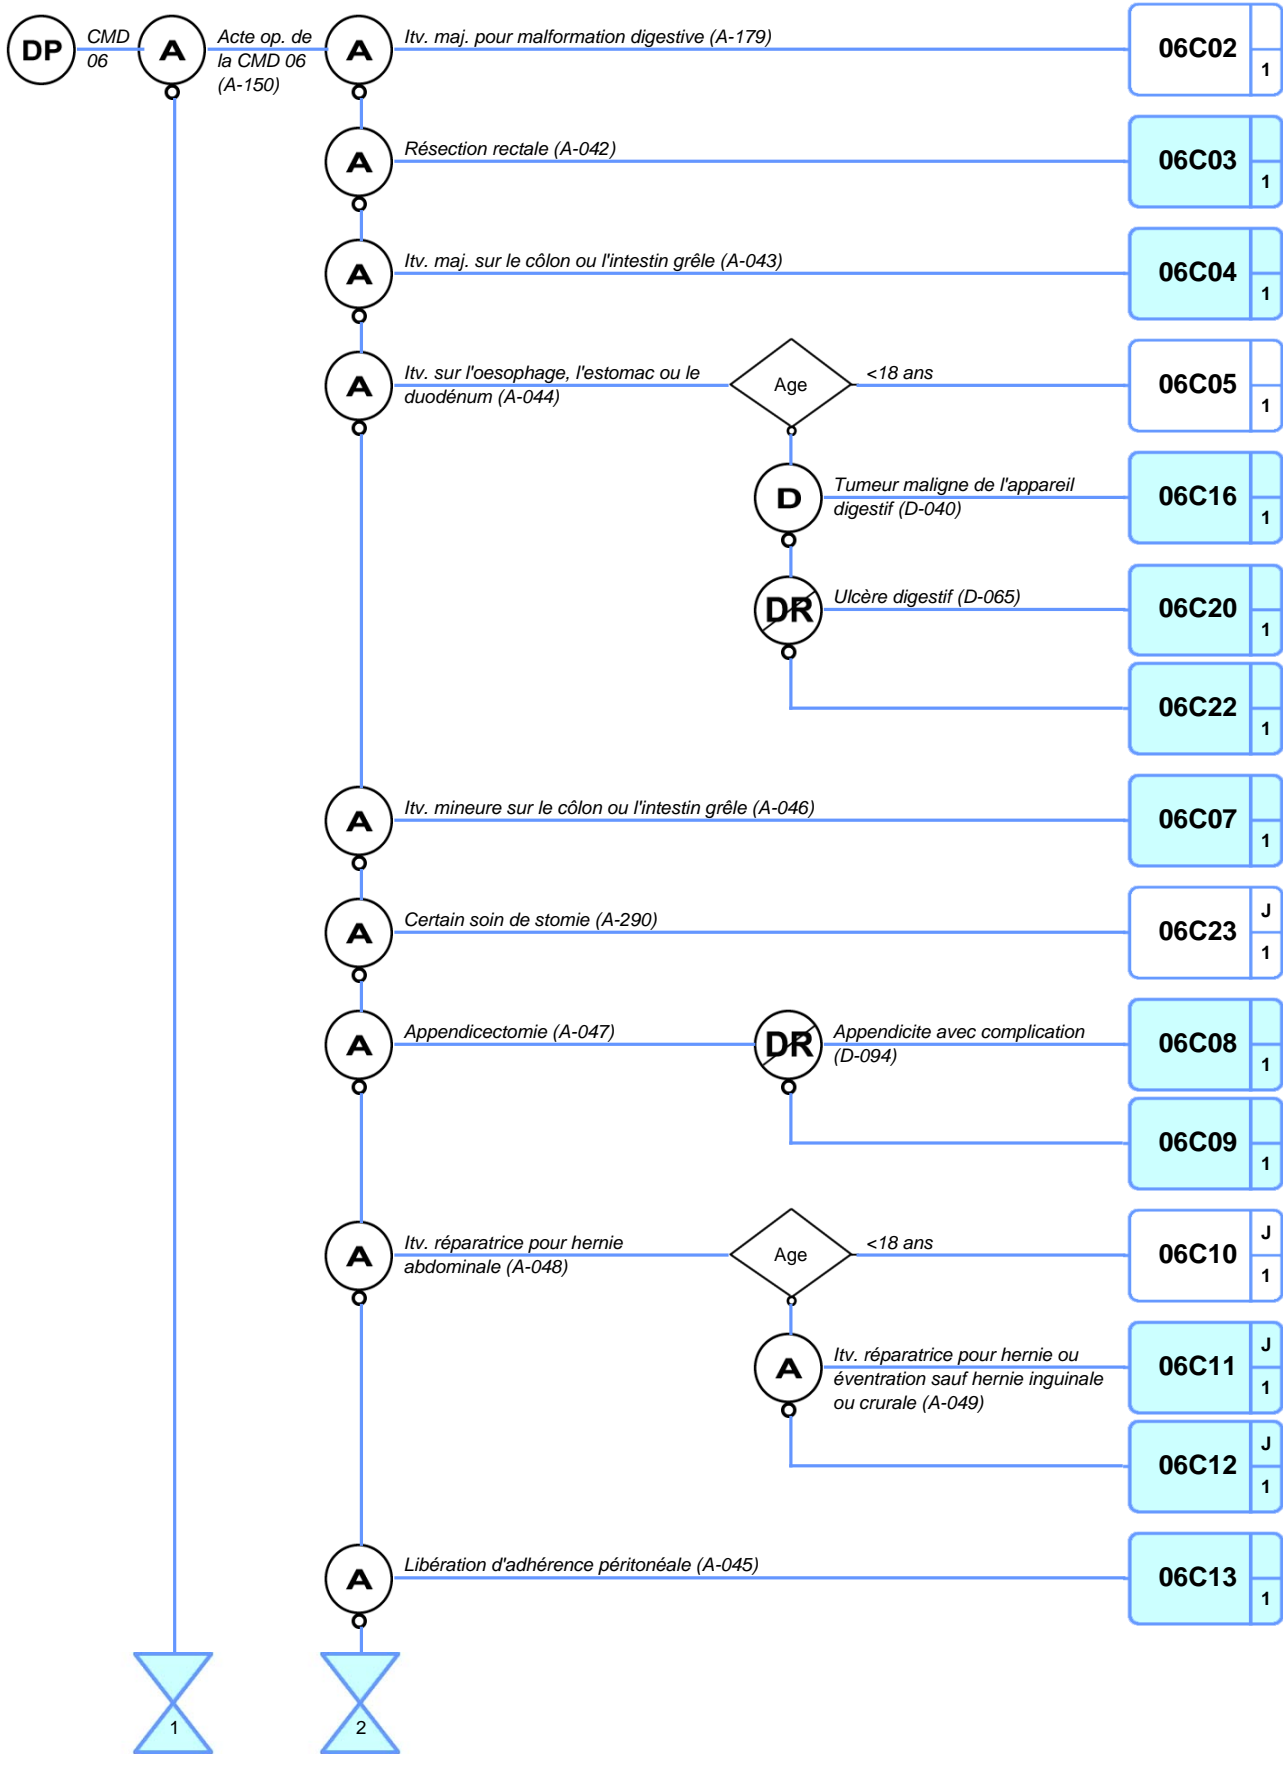 DP
CMD
06
A
Acte op. de
la CMD 06
(A-150)
A
Itv. maj. pour malformation digestive (A-179)
06C02
1
A
Résection rectale (A-042)
06C03
1
A
Itv. maj. sur le côlon ou l'intestin grêle (A-043)
06C04
1
A
Itv. sur l'oesophage, l'estomac ou le
duodénum (A-044)
Age
<18 ans
06C05
1
D
Tumeur maligne de l'appareil
digestif (D-040)
06C16
1
DR
Ulcère digestif (D-065)
06C20
1
06C22
1
A
Itv. mineure sur le côlon ou l'intestin grêle (A-046)
06C07
1
A
Certain soin de stomie (A-290)
06C23
J
1
A
Appendicectomie (A-047)
DR
Appendicite avec complication
(D-094)
06C08
1
06C09
1
A
Itv. réparatrice pour hernie
abdominale (A-048)
Age
<18 ans
06C10
J
1
A
Itv. réparatrice pour hernie ou
éventration sauf hernie inguinale
ou crurale (A-049)
06C11
J
1
06C12
J
1
A
Libération d'adhérence péritonéale (A-045)
06C13
1
1
2